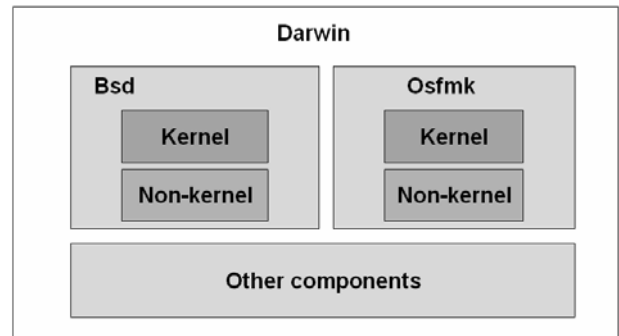 Darwin
Bsd
Osfmk
Kernel
Kernel
Non-kernel
Non-kernel
Other components